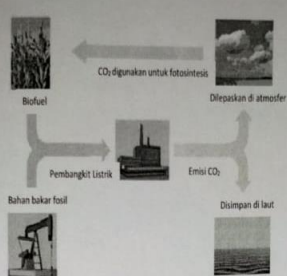 CO₂ digunakan untuk fotosintesis
Biofuel
Dilepaskan di atmosfer
Pembangkit Listrik
Emisi CO₂
Bahan bakar fosil
Disimpan di laut